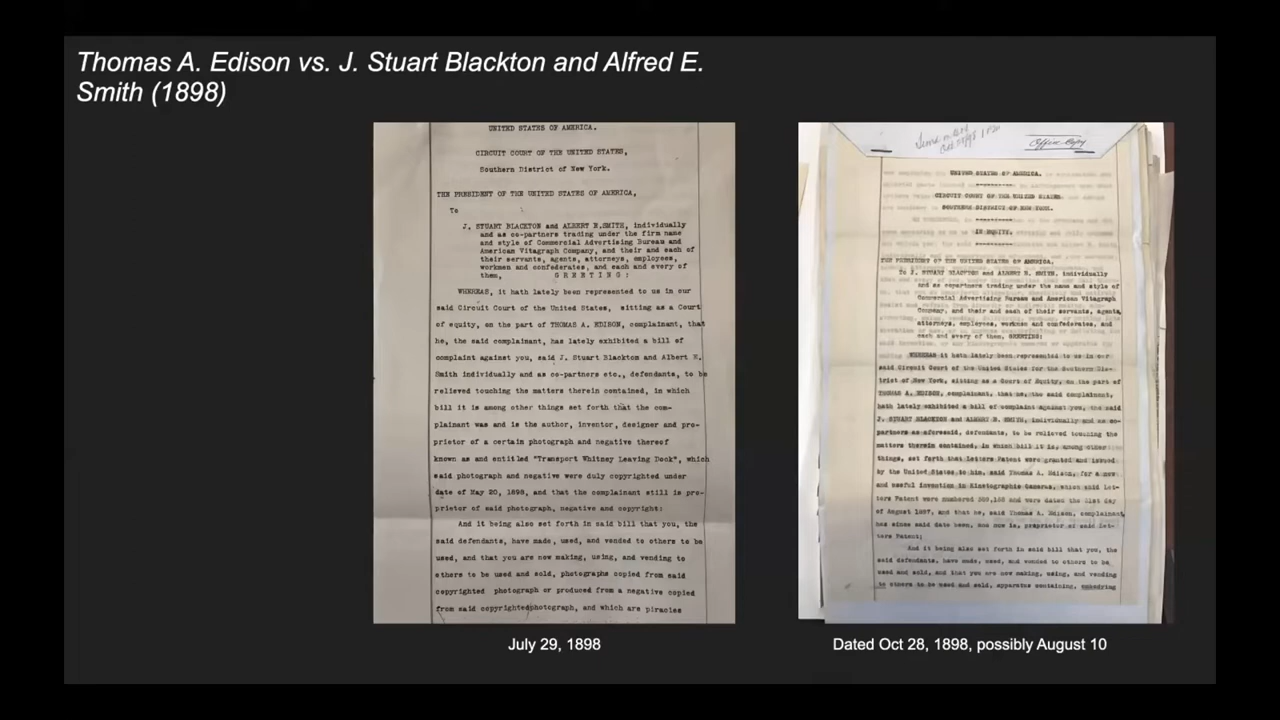 Thomas A. Edison vs. J. Stuart Blackton and Alfred E.
Smith (1898)
UNITED STATES OF AMERICA.
CIRCUIT COURT OF THE UNITED STATES,
Southern District of New York.
THE PRESIDENT OF THE UNITED STATES OF AMERICA,
To
J. STUART BLACKTON and ALBERT E.SMITH, individually
and as co-partners trading under the firm name
and style of Commercial Advertising Bureau and
American Vitagraph Company, and their and each of
their servants, agents, attorneys, employees,
workmen and confederates, and each and every of
them, GREETING:
WHEREAS, it hath lately been represented to us in our
said Circuit Court of the United States, sitting as a Court
of equity, on the part of THOMAS A. EDISON, complainant, that
he, the said complainant, has lately exhibited a bill of
complaint against you, said J. Stuart Blackton and Albert E.
Smith individually and as co-partners etc., defendants, to be
relieved touching the matters therein contained, in which
bill it is among other things set forth that the com-
plainant was and is the author, inventor, designer and pro-
prietor of a certain photograph and negative thereof
known as and entitled "Transport Whitney Leaving Dock", which
said photograph and negative were duly copyrighted under
date of May 20, 1898, and that the complainant still is pro-
prietor of said photograph, negative and copyright:
And it being also set forth in said bill that you, the
said defendants, have made, used, and vended to others to be
used, and that you are now making, using, and vending to
others to be used and sold, photographs copied from said
copyrighted photograph or produced from a negative copied
from said copyrightedphotograph, and which are piracies
July 29, 1898
Office Copy
UNITED STATES OF AMERICA.
CIRCUIT COURT OF THE UNITED STATES
SOUTHERN DISTRICT OF NEW YORK.
IN EQUITY.
THE PRESIDENT OF THE UNITED STATES OF AMERICA.
To J. STUART BLACKTON and ALBERT E. SMITH, individually
and as copartners trading under the name and style of
Commercial Advertising Bureau and American Vitagraph
Company, and their and each of their servants, agents,
attorneys, employees, workmen and confederates, and
each and every of them, GREETING:
WHEREAS it hath lately been represented to us in our
said Circuit Court of the United States for the Southern Dis-
trict of New York, sitting as a Court of Equity, on the part of
THOMAS A. EDISON, complainant, that he, the said complainant,
hath lately exhibited a bill of complaint against you, the said
J. STUART BLACKTON and ALBERT E. SMITH, individually and as co-
partners as aforesaid, defendants, to be relieved touching the
matters therein contained, in which bill it is, among other
things, set forth that Letters Patent were granted and issued
by the United States to him, said Thomas A. Edison, for a new
and useful invention in Kinetographic Cameras, which said Let-
ters Patent were numbered and were dated the 31st day
of August 1897, and that he, said Thomas A. Edison, complainant,
has since said date been, and now is, proprietor of said Let-
ters Patent;
And it being also set forth in said bill that you, the
said defendants, have made, used, and vended to others to be
used and sold, and that you are now making, using, and vending
to others to be used and sold, apparatus containing, embodying
Dated Oct 28, 1898, possibly August 10